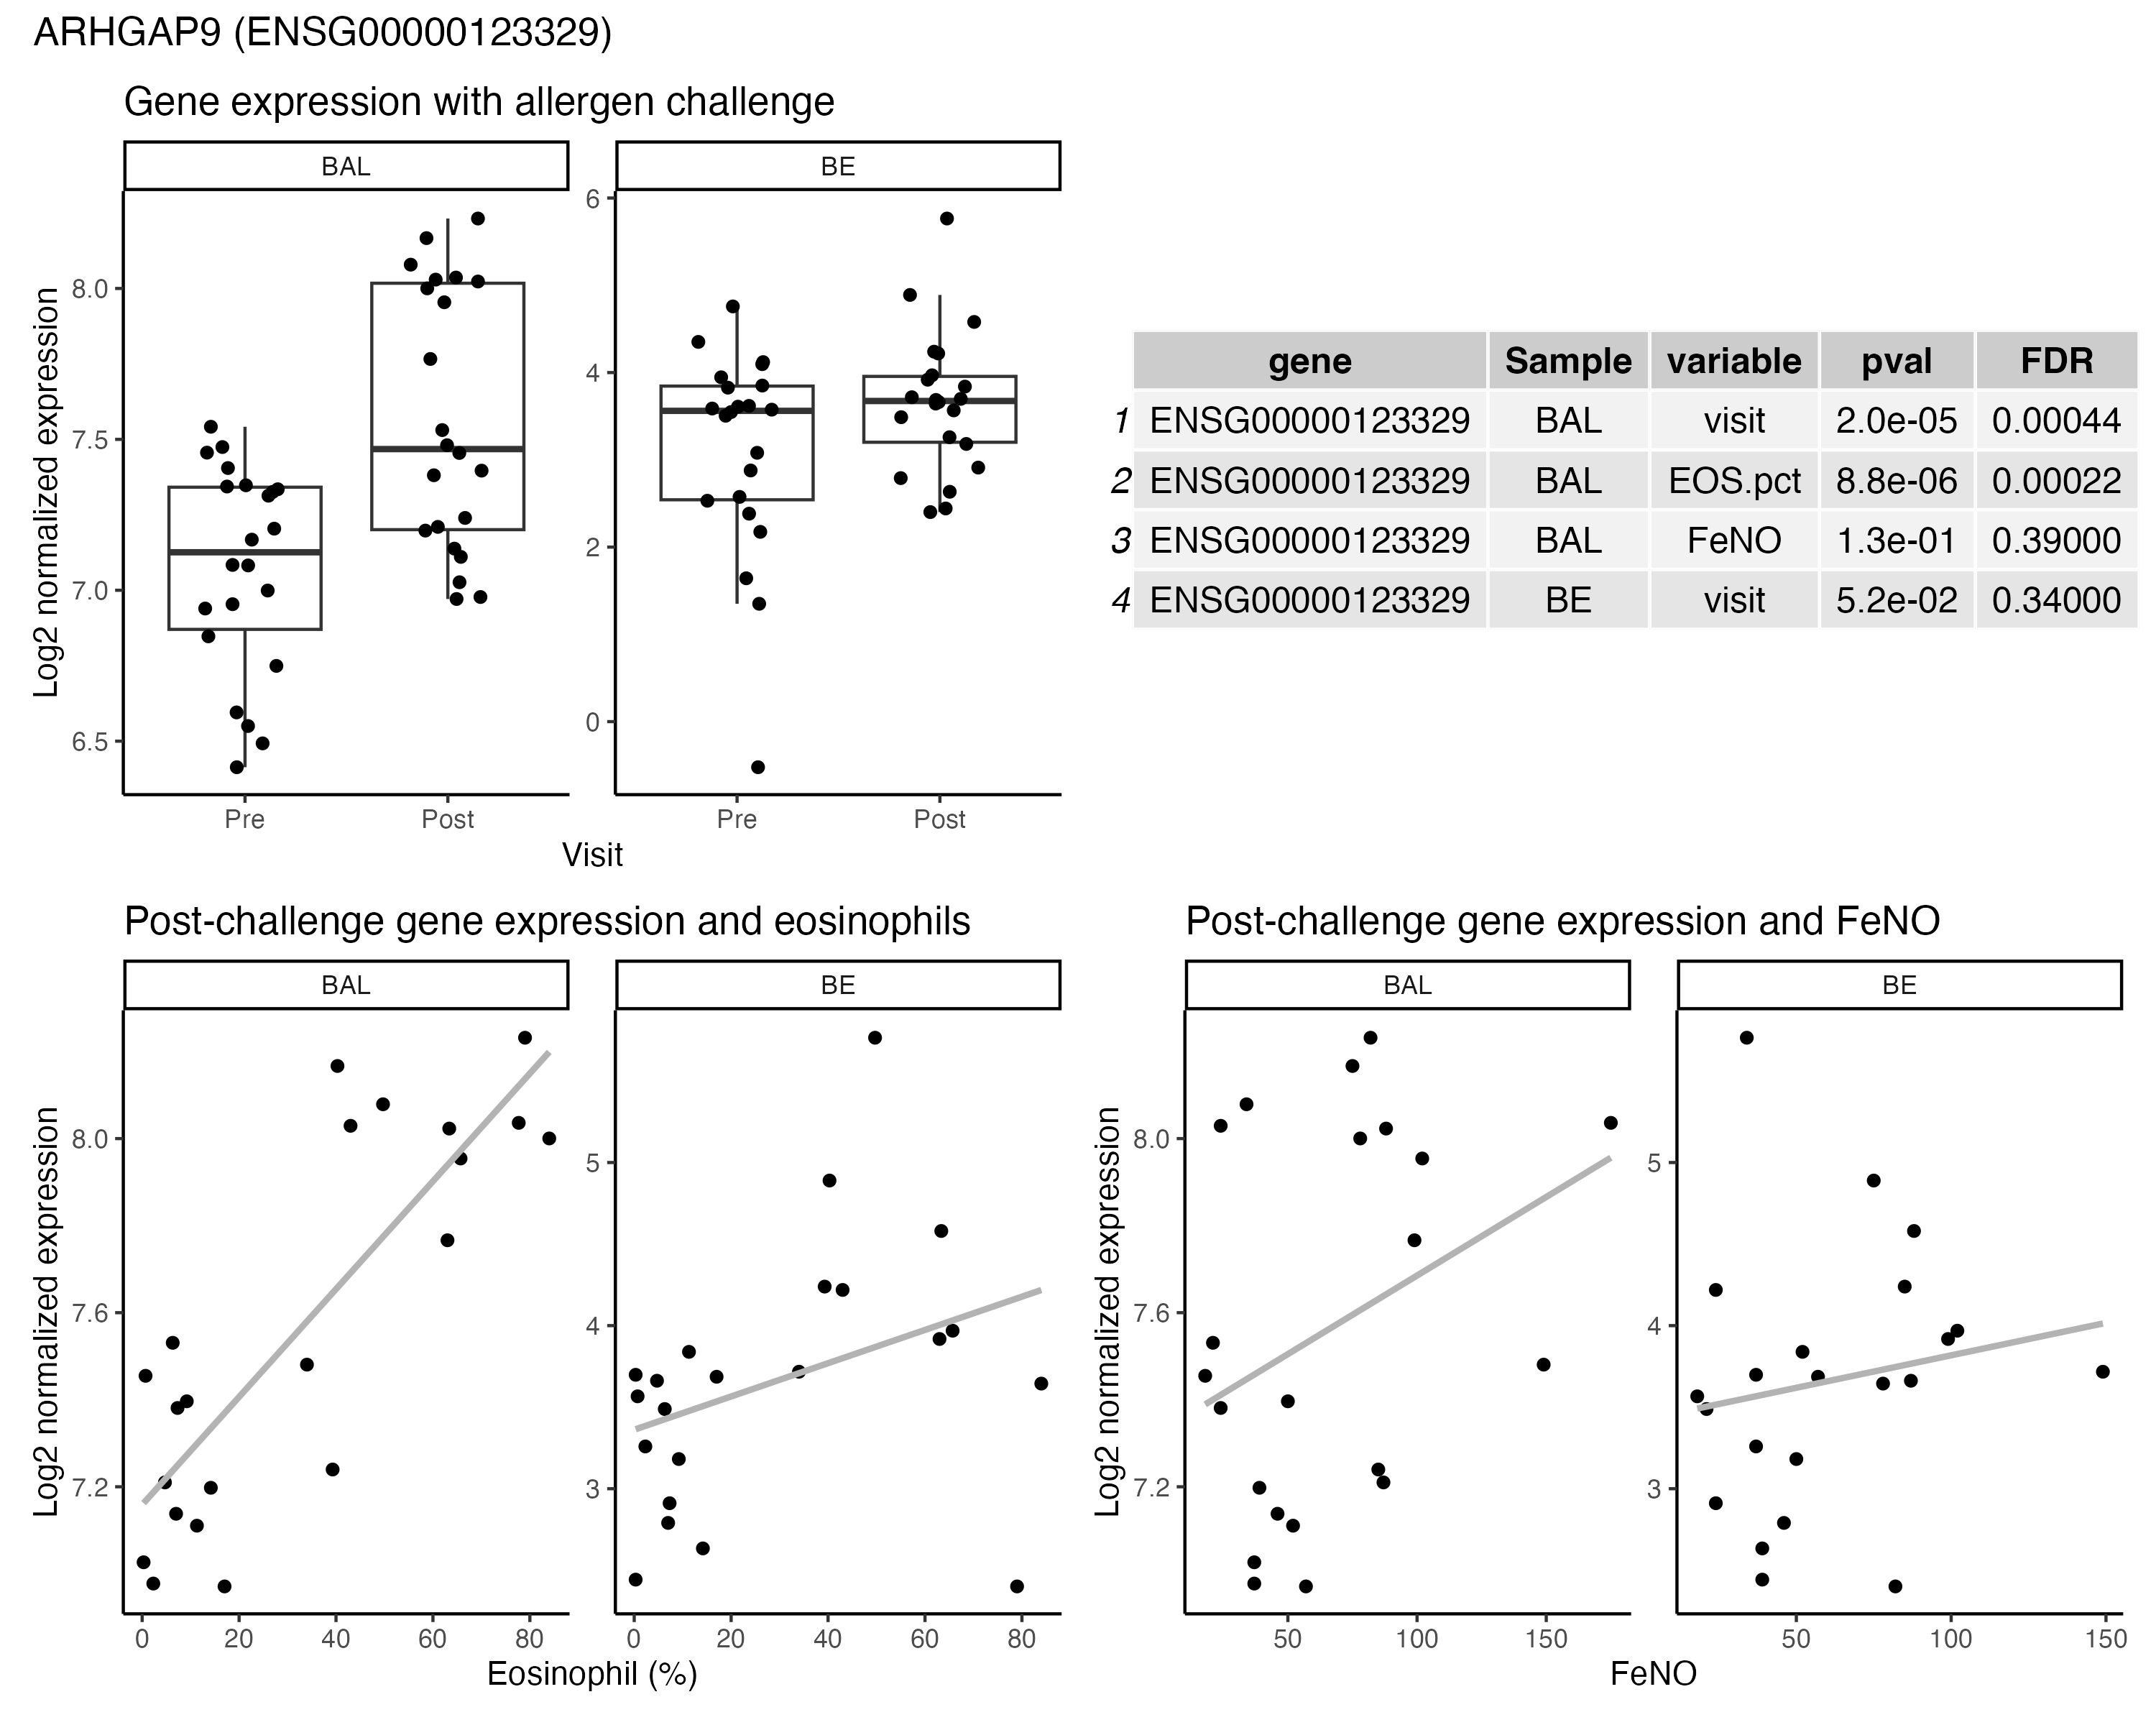 ARHGAP9 (ENSG00000123329)
Gene expression with allergen challenge
BAL
BE
Log2 normalized expression
8.0
7.5
7.0
6.5
6
4
2
0
Pre
Post
Pre
Post
Visit
gene Sample variable pval FDR
1 ENSG00000123329 BAL visit 2.0e-05 0.00044
2 ENSG00000123329 BAL EOS.pct 8.8e-06 0.00022
3 ENSG00000123329 BAL FeNO 1.3e-01 0.39000
4 ENSG00000123329 BE visit 5.2e-02 0.34000
Post-challenge gene expression and eosinophils
BAL
BE
Log2 normalized expression
8.0
7.6
7.2
5
4
3
0 20 40 60 80
0 20 40 60 80
Eosinophil (%)
Post-challenge gene expression and FeNO
BAL
BE
Log2 normalized expression
8.0
7.6
7.2
5
4
3
50 100 150
50 100 150
FeNO